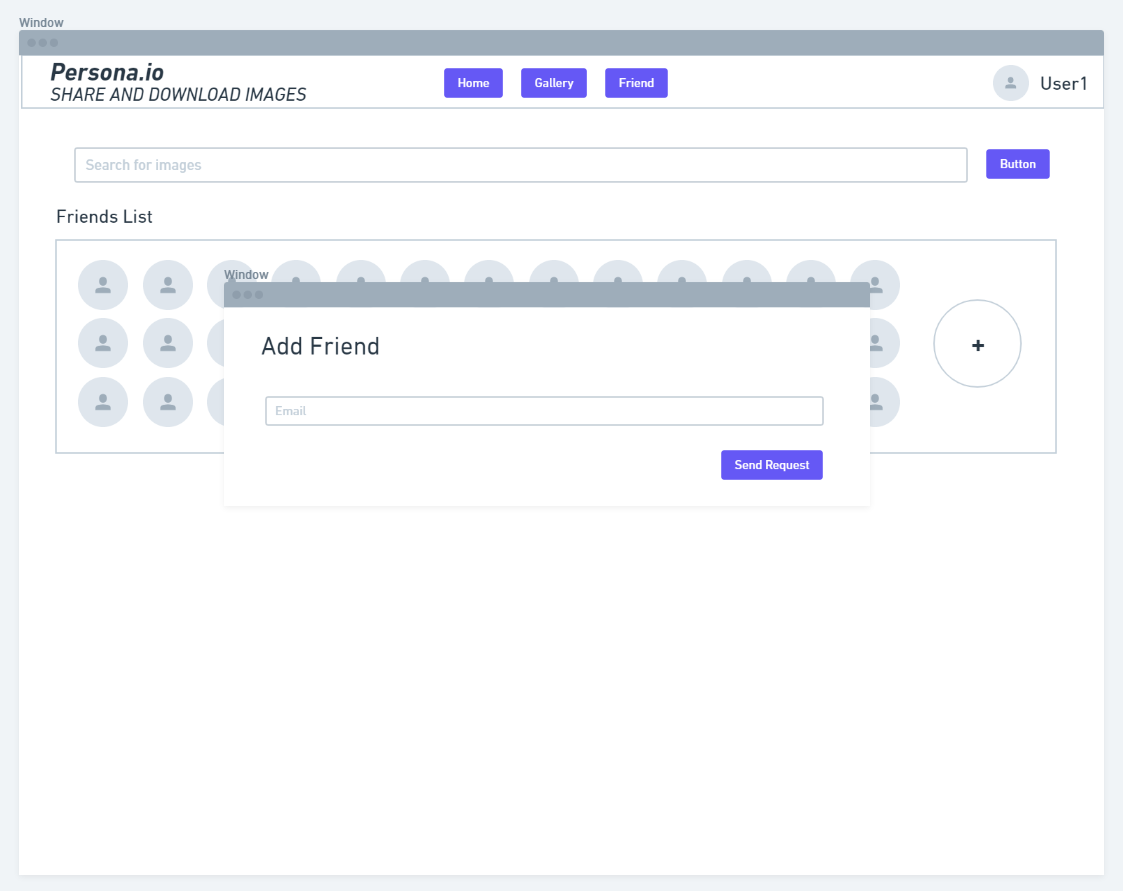 Window
Persona.io
SHARE AND DOWNLOAD IMAGES
Home
Gallery
Friend
User1
Search for images
Button
Friends List
Window
+
Add Friend
Email
Send Request